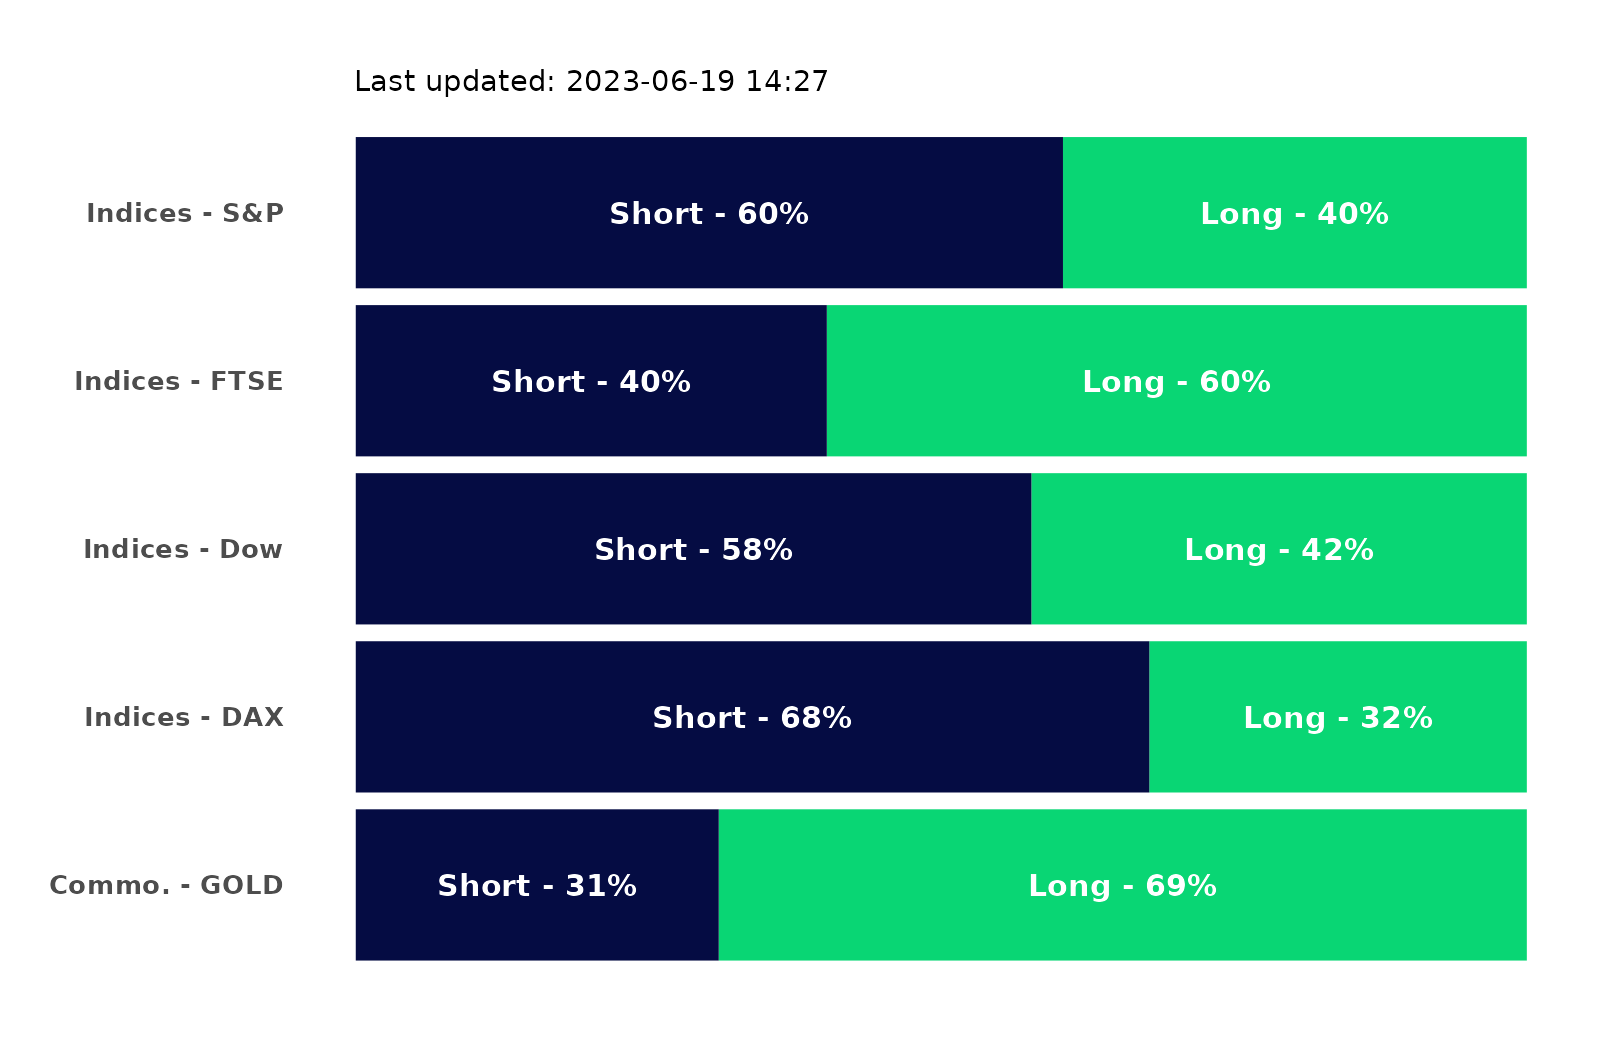 Last updated: 2023-06-19 14:27
Indices - S&P Short - 60% Long - 40%
Indices - FTSE Short - 40% Long - 60%
Indices - Dow Short - 58% Long - 42%
Indices - DAX Short - 68% Long - 32%
Commo. - GOLD Short - 31% Long - 69%